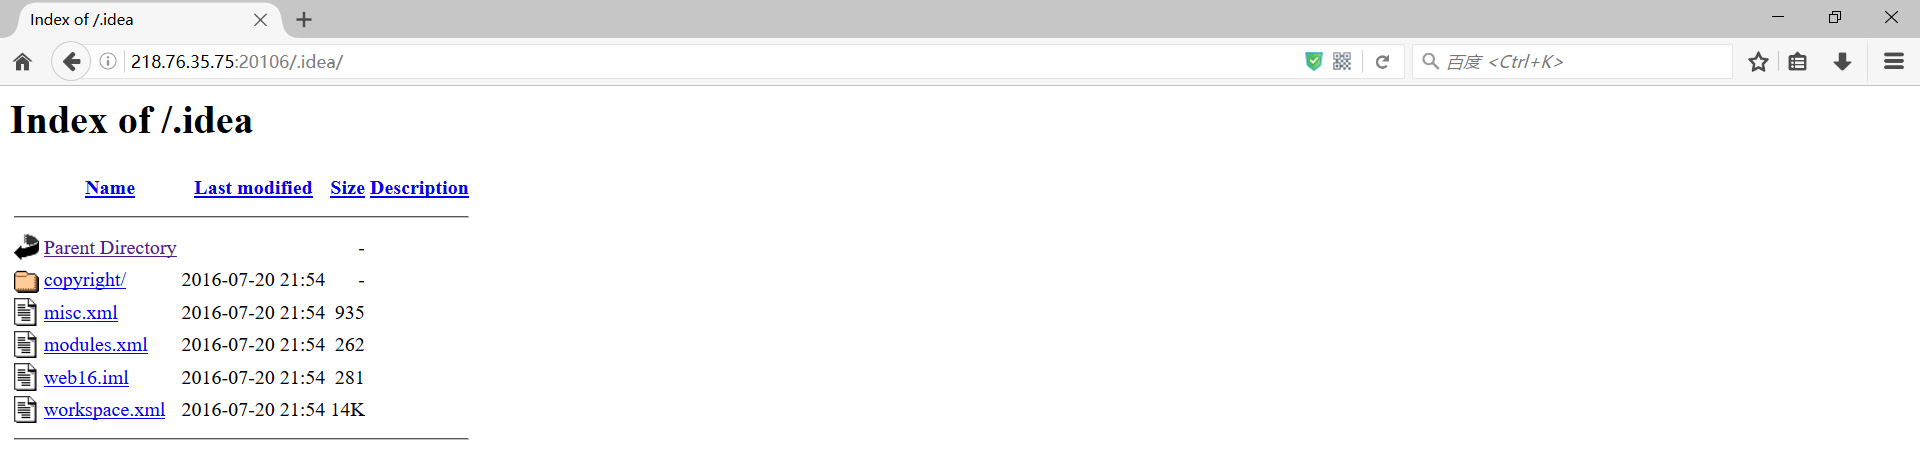 Index of /.idea
218.76.35.75:20106/.idea/
百度 <Ctrl+K>
Index of /.idea
Name Last modified Size Description
Parent Directory -
copyright/ 2016-07-20 21:54 -
misc.xml 2016-07-20 21:54 935
modules.xml 2016-07-20 21:54 262
web16.iml 2016-07-20 21:54 281
workspace.xml 2016-07-20 21:54 14K